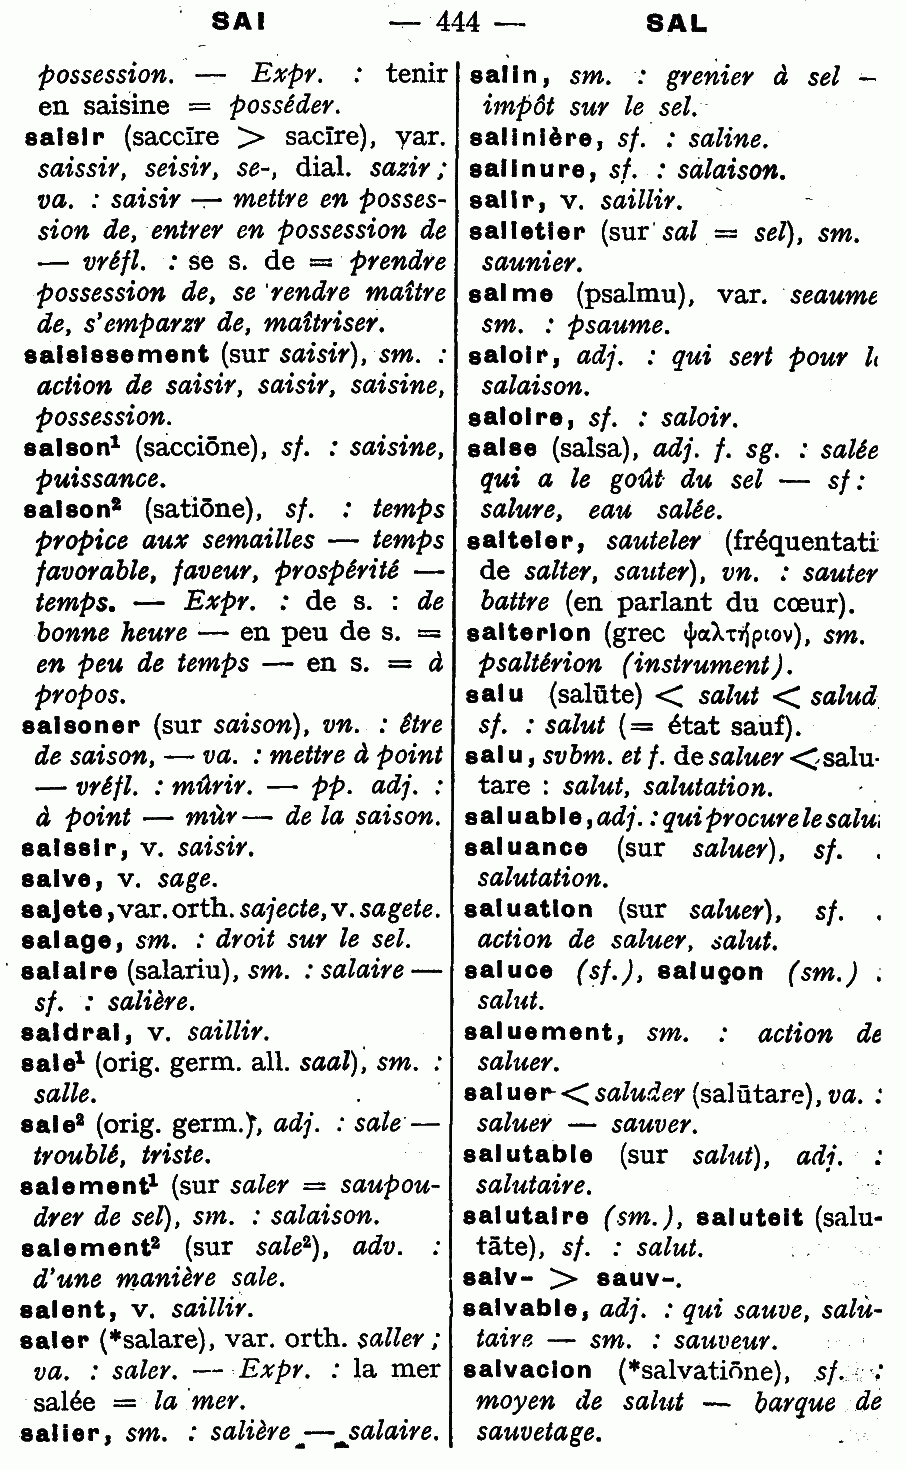 SAI — 444 — SAL
possession. — Expr. : tenir
en saisine = posséder.
saisir (saccīre > sacīre), var.
saissir, seisir, se-, dial. sazir ;
va. : saisir — mettre en posses-
sion de, entrer en possession de
— vréfl. : se s. de = prendre
possession de, se rendre maître
de, s'emparzr de, maîtriser.
saisissement (sur saisir), sm. :
action de saisir, saisir, saisine,
possession.
saison¹ (sacciōne), sf. : saisine,
puissance.
saison² (satiōne), sf. : temps
propice aux semailles — temps
favorable, faveur, prospérité —
temps. — Expr. : de s. : de
bonne heure — en peu de s. =
en peu de temps — en s. = à
propos.
saisoner (sur saison), vn. : être
de saison, — va. : mettre à point
— vréfl. : mûrir. — pp. adj. :
à point — mùr — de la saison.
saissir, v. saisir.
saive, v. sage.
sajete, var. orth. sajecte, v. sagete.
salage, sm. : droit sur le sel.
salaire (salariu), sm. : salaire —
sf. : salière.
saldrai, v. saillir.
sale¹ (orig. germ. all. saal), sm. :
salle.
sale² (orig. germ.), adj. : sale —
troublé, triste.
salement¹ (sur saler = saupou-
drer de sel), sm. : salaison.
salement² (sur sale²), adv. :
d'une manière sale.
salent, v. saillir.
saler (*salare), var. orth. saller ;
va. : saler. — Expr. : la mer
salée = la mer.
salier, sm. : salière — salaire.
salin, sm. : grenier à sel —
impôt sur le sel.
salinière, sf. : saline.
salinure, sf. : salaison.
salir, v. saillir.
salletier (sur sal = sel), sm.
saunier.
salme (psalmu), var. seaume
sm. : psaume.
saloir, adj. : qui sert pour
salaison.
saloire, sf. : saloir.
salse (salsa), adj. f. sg. : salée
qui a le goût du sel — sf :
salure, eau salée.
salteler, sauteler (fréquentati
de salter, sauter), vn. : sauter
battre (en parlant du cœur).
salterion (grec ψαλτήριον), sm.
psaltérion (instrument).
salu (salūte) < salut < salud
sf. : salut (= état sauf).
salu, svbm. et f. de saluer < salu-
tare : salut, salutation.
saluable, adj. : qui procure le salu
saluance (sur saluer), sf.
salutation.
saluation (sur saluer), sf.
action de saluer, salut.
saluce (sf.), saluçon (sm.) :
salut.
saluement, sm. : action de
saluer.
saluer < saluder (salūtare), va. :
saluer — sauver.
salutable (sur salut), adj. :
salutaire.
salutaire (sm.), saluteit (salu-
tāte), sf. : salut.
salv- > sauv-.
salvable, adj. : qui sauve, salù-
taire — sm. : sauveur.
salvacion (*salvatiōne), sf. :
moyen de salut — barque de
sauvetage.